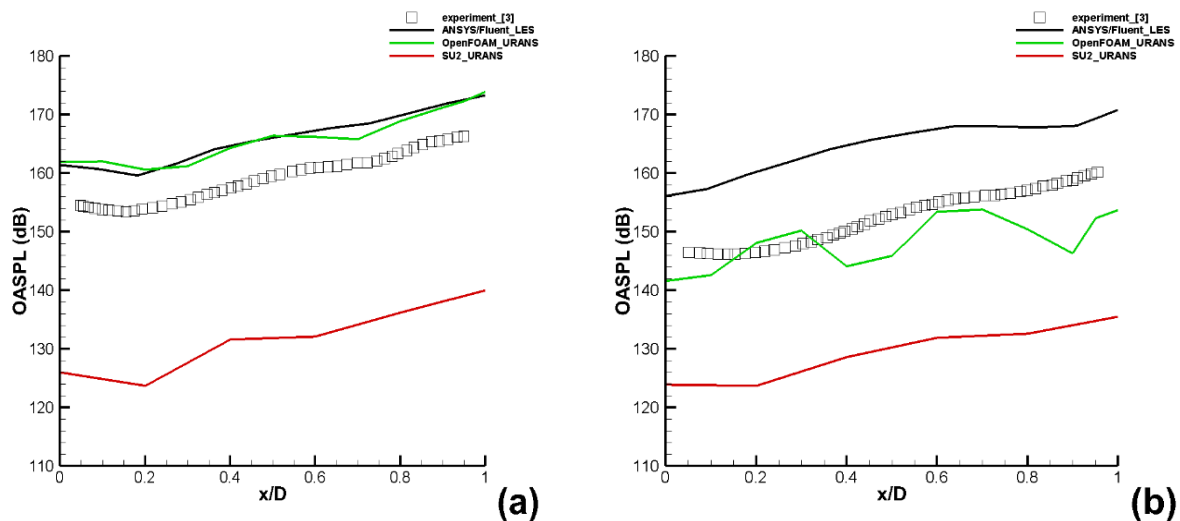 experiment_[3]
ANSYS/Fluent_LES
OpenFOAM_URANS
SU2_URANS
180
170
160
150
140
130
120
110
OASPL (dB)
0
0.2
0.4
0.6
0.8
1
x/D
(a)
experiment_[3]
ANSYS/Fluent_LES
OpenFOAM_URANS
SU2_URANS
180
170
160
150
140
130
120
110
OASPL (dB)
0
0.2
0.4
0.6
0.8
1
x/D
(b)